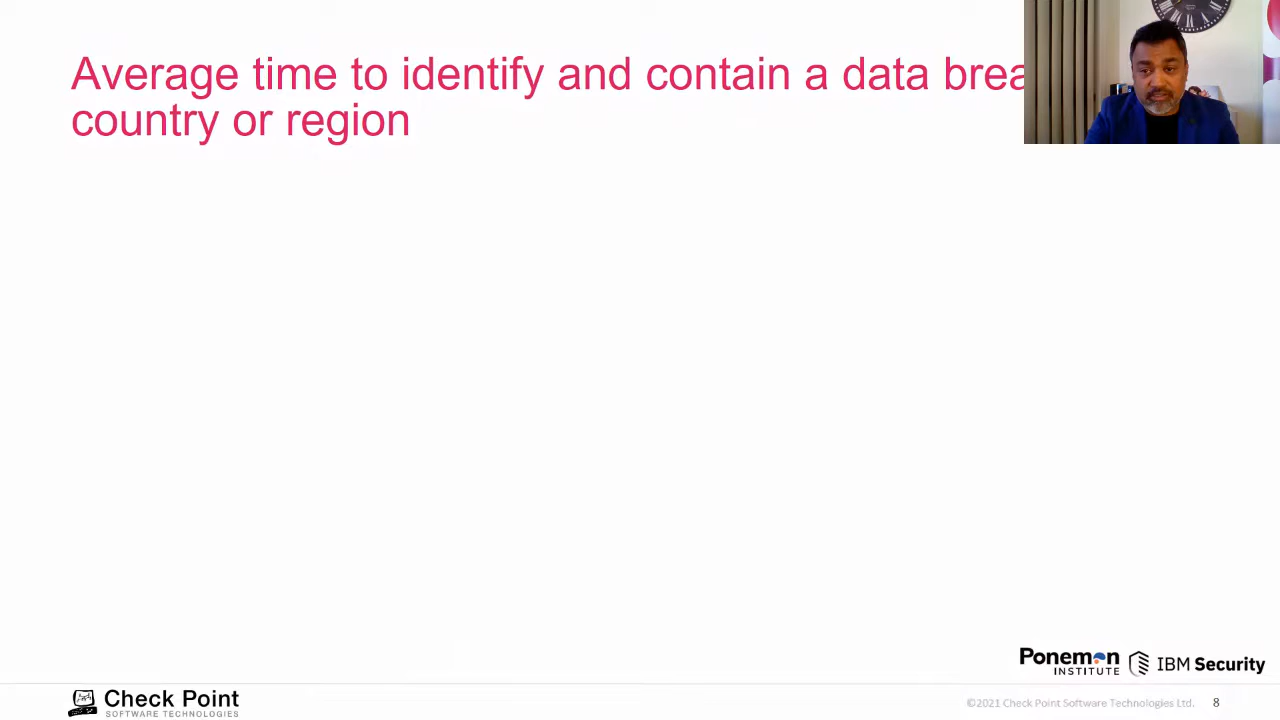 Average time to identify and contain a data brea
country or region
Ponemon
INSTITUTE
IBM Security
Check Point
SOFTWARE TECHNOLOGIES
©2021 Check Point Software Technologies Ltd.
8